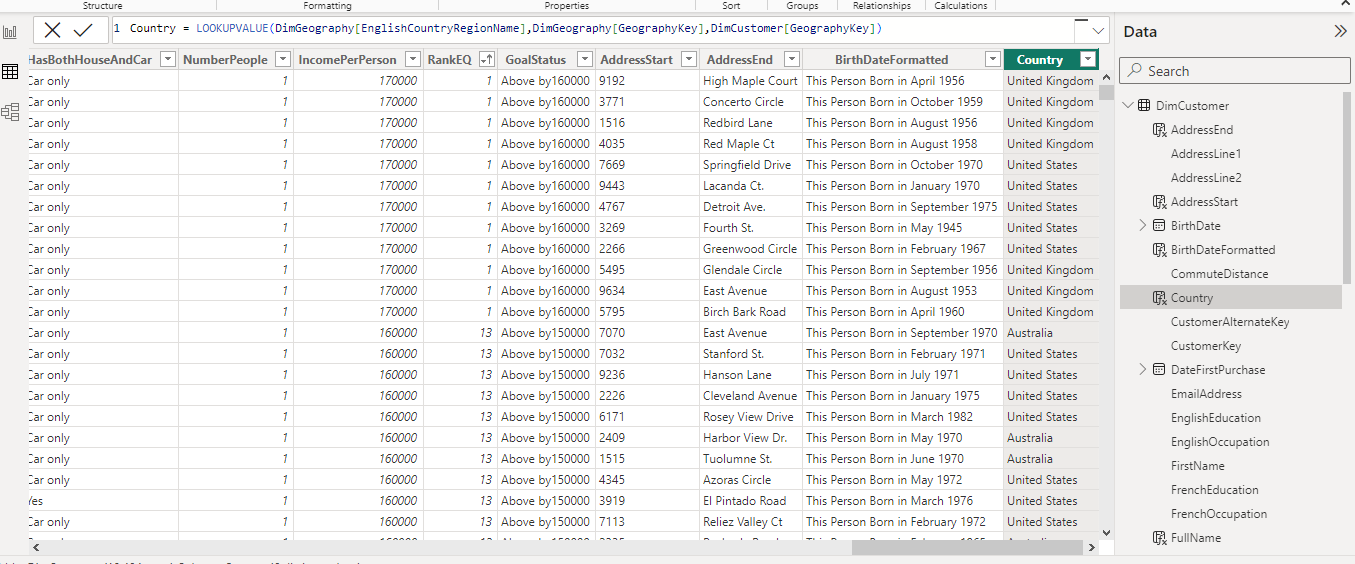 Structure Formatting Properties Sort Groups Relationships Calculations
1 Country = LOOKUPVALUE(DimGeography[EnglishCountryRegionName],DimGeography[GeographyKey],DimCustomer[GeographyKey])
HasBothHouseAndCar NumberPeople IncomePerPerson RankEQ GoalStatus AddressStart AddressEnd BirthDateFormatted Country
Car only 1 170000 1 Above by160000 9192 High Maple Court This Person Born in April 1956 United Kingdom
Car only 1 170000 1 Above by160000 3771 Concerto Circle This Person Born in October 1959 United Kingdom
Car only 1 170000 1 Above by160000 1516 Redbird Lane This Person Born in August 1956 United Kingdom
Car only 1 170000 1 Above by160000 4035 Red Maple Ct This Person Born in August 1958 United Kingdom
Car only 1 170000 1 Above by160000 7669 Springfield Drive This Person Born in October 1970 United States
Car only 1 170000 1 Above by160000 9443 Lacanda Ct. This Person Born in January 1970 United States
Car only 1 170000 1 Above by160000 4767 Detroit Ave. This Person Born in September 1975 United States
Car only 1 170000 1 Above by160000 3269 Fourth St. This Person Born in May 1945 United States
Car only 1 170000 1 Above by160000 2266 Greenwood Circle This Person Born in February 1967 United States
Car only 1 170000 1 Above by160000 5495 Glendale Circle This Person Born in September 1956 United Kingdom
Car only 1 170000 1 Above by160000 9634 East Avenue This Person Born in August 1953 United Kingdom
Car only 1 170000 1 Above by160000 5795 Birch Bark Road This Person Born in April 1960 United Kingdom
Car only 1 160000 13 Above by150000 7070 East Avenue This Person Born in September 1970 Australia
Car only 1 160000 13 Above by150000 7032 Stanford St. This Person Born in February 1971 United States
Car only 1 160000 13 Above by150000 9236 Hanson Lane This Person Born in July 1971 United States
Car only 1 160000 13 Above by150000 2226 Cleveland Avenue This Person Born in January 1975 United States
Car only 1 160000 13 Above by150000 6171 Rosey View Drive This Person Born in March 1982 United States
Car only 1 160000 13 Above by150000 2409 Harbor View Dr. This Person Born in May 1970 Australia
Car only 1 160000 13 Above by150000 1515 Tuolumne St. This Person Born in June 1970 Australia
Car only 1 160000 13 Above by150000 4345 Azoras Circle This Person Born in May 1972 United States
Yes 1 160000 13 Above by150000 3919 El Pintado Road This Person Born in March 1976 United States
Car only 1 160000 13 Above by150000 7113 Reliez Valley Ct This Person Born in February 1972 United States
Data
Search
DimCustomer
AddressEnd
AddressLine1
AddressLine2
AddressStart
BirthDate
BirthDateFormatted
CommuteDistance
Country
CustomerAlternateKey
CustomerKey
DateFirstPurchase
EmailAddress
EnglishEducation
EnglishOccupation
FirstName
FrenchEducation
FrenchOccupation
FullName